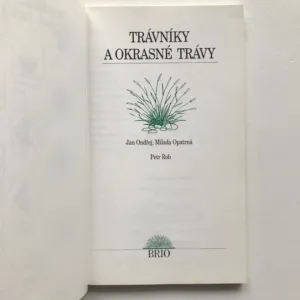 TRÁVNÍKY
A OKRASNÉ TRÁVY
Jan Ondřej, Milada Opatrná
Petr Rob
BRIO